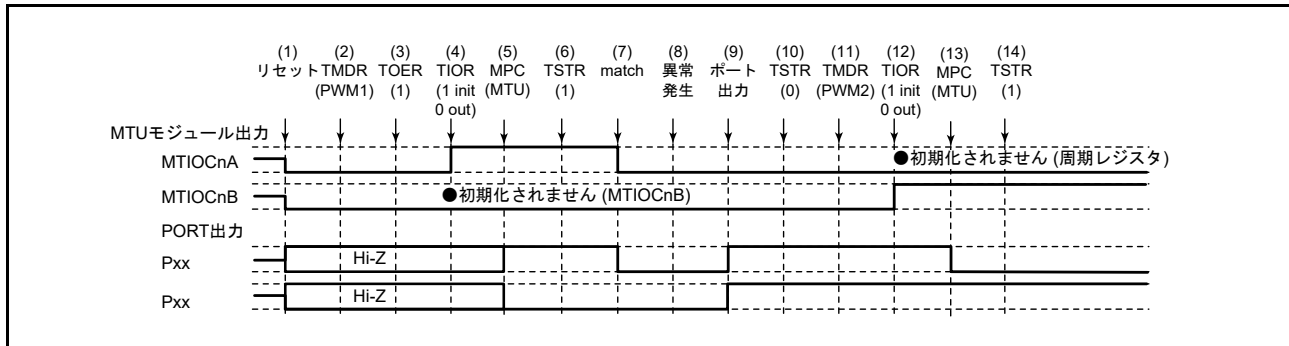 (1) (2) (3) (4) (5) (6) (7) (8) (9) (10) (11) (12) (13) (14)
リセット TMDR TOER TIOR MPC TSTR match 異常 ポート TSTR TMDR TIOR MPC TSTR
(PWM1) (1) (1 init (MTU) (1) 発生 出力 (0) (PWM2) (1 init (MTU) (1)
0 out) 0 out)
MTUモジュール出力
MTIOCnA ●初期化されません (周期レジスタ)
MTIOCnB ●初期化されません (MTIOCnB)
PORT出力
Pxx Hi-Z
Pxx Hi-Z